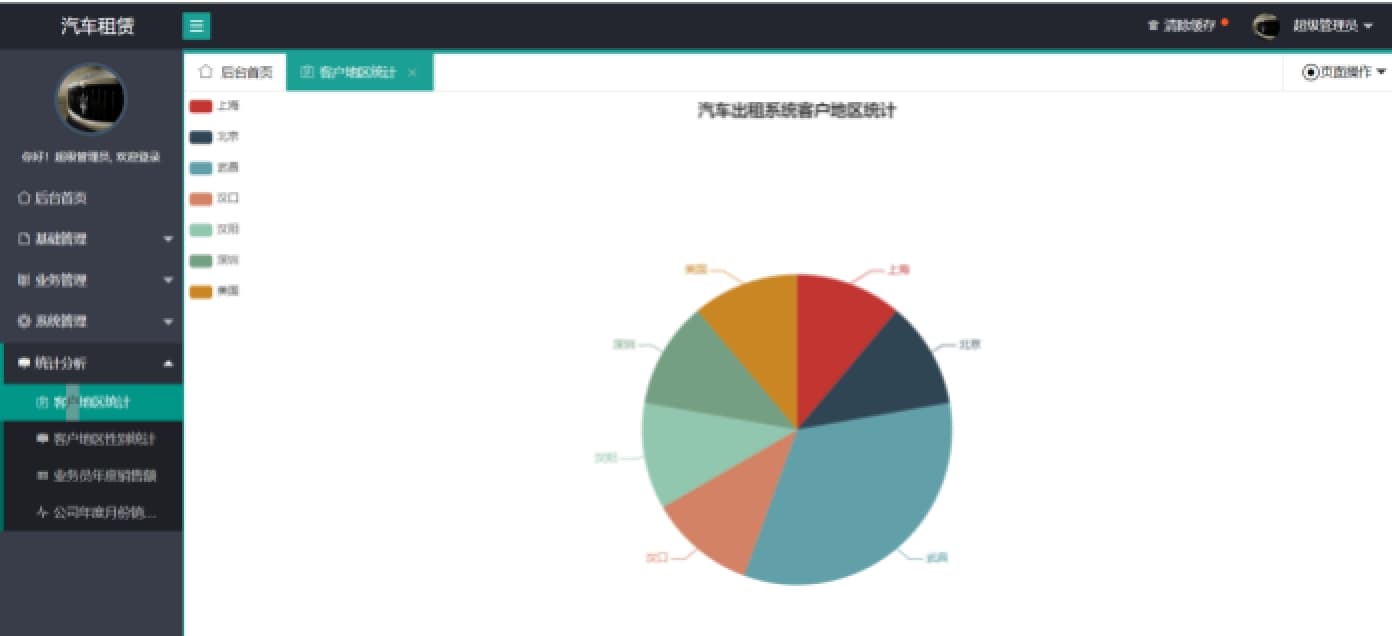 汽车租赁
清除缓存
超级管理员
后台首页
客户地区统计
页面操作
你好！超级管理员, 欢迎登录
后台首页
基础管理
业务管理
系统管理
统计分析
客户地区统计
客户地区性别统计
业务员年度销售额
公司年度月份销...
汽车出租系统客户地区统计
上海
北京
武昌
汉口
汉阳
深圳
美国
美国
上海
深圳
北京
汉阳
汉口
武昌